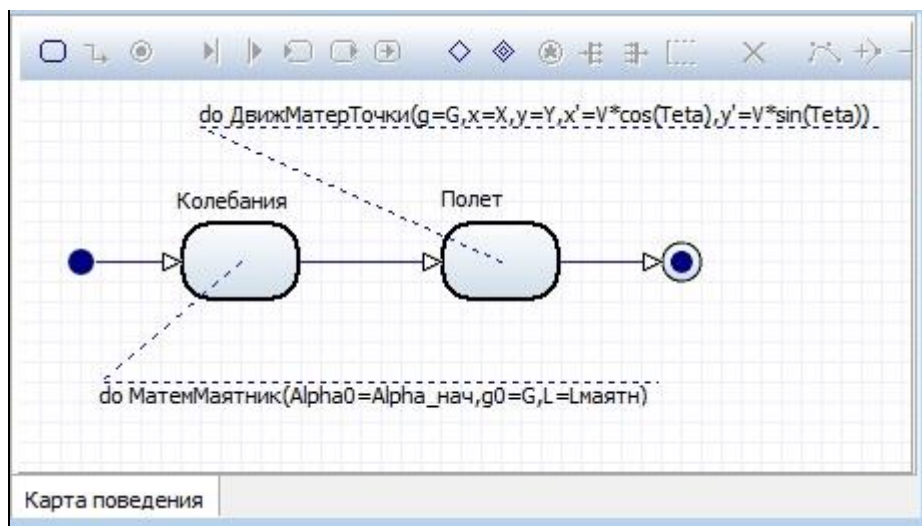 do ДвижМатерТочки(g=G,x=X,y=Y,x'=V*cos(Teta),y'=V*sin(Teta))
Колебания
Полет
do МатемМаятник(Alpha0=Alpha_нач,g0=G,L=Lмаятн)
Карта поведения